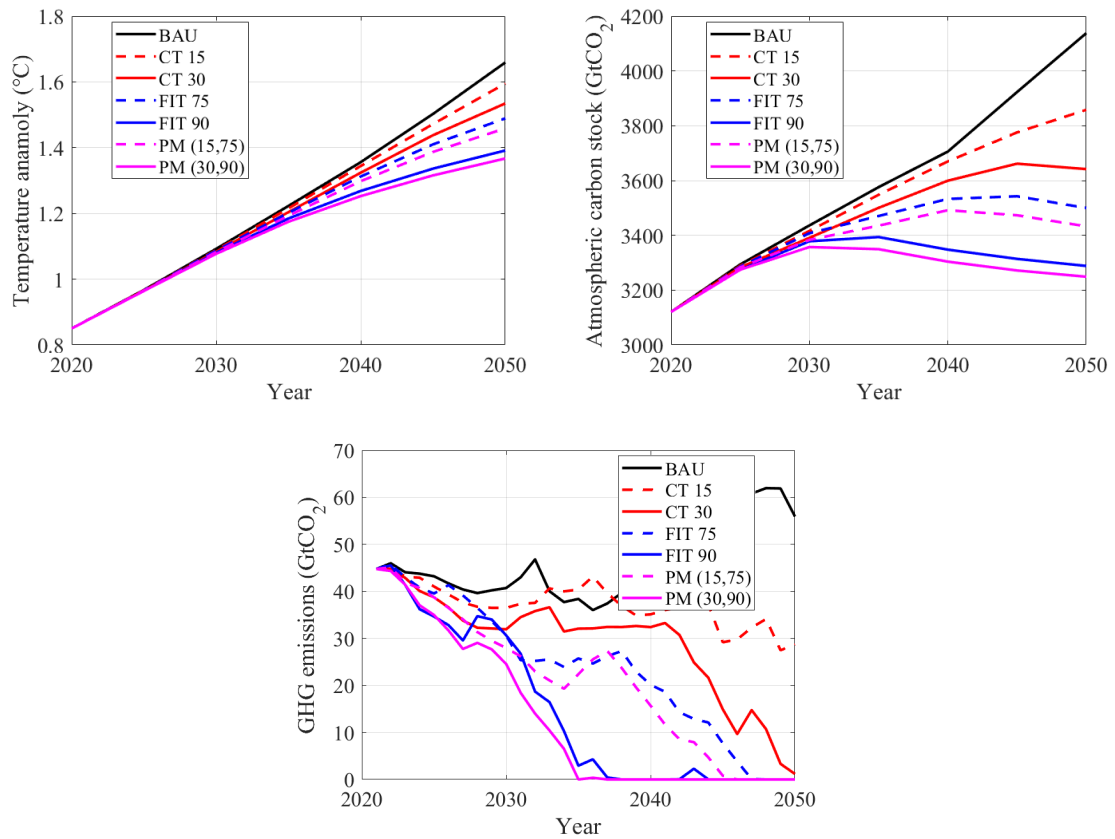 1.8
1.6
1.4
1.2
1
0.8
2020
2030
2040
2050
Temperature anamoly (°C)
Year
BAU
CT 15
CT 30
FIT 75
FIT 90
PM (15,75)
PM (30,90)
4200
4000
3800
3600
3400
3200
3000
2020
2030
2040
2050
Atmospheric carbon stock (GtCO₂)
Year
BAU
CT 15
CT 30
FIT 75
FIT 90
PM (15,75)
PM (30,90)
70
60
50
40
30
20
10
0
2020
2030
2040
2050
GHG emissions (GtCO₂)
Year
BAU
CT 15
CT 30
FIT 75
FIT 90
PM (15,75)
PM (30,90)